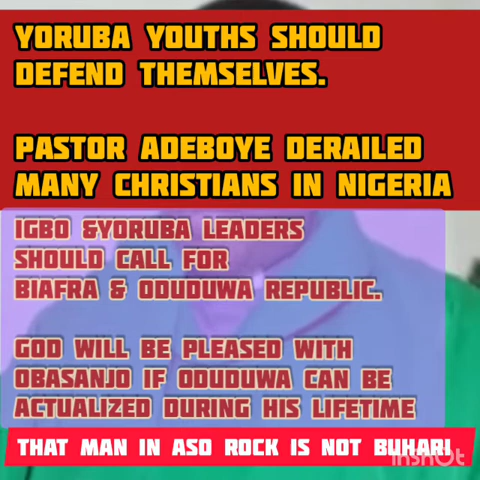 YORUBA YOUTHS SHOULD
DEFEND THEMSELVES.
PASTOR ADEBOYE DERAILED
MANY CHRISTIANS IN NIGERIA
IGBO &YORUBA LEADERS
SHOULD CALL FOR
BIAFRA & ODUDUWA REPUBLIC.
GOD WILL BE PLEASED WITH
OBASANJO IF ODUDUWA CAN BE
ACTUALIZED DURING HIS LIFETIME
THAT MAN IN ASO ROCK IS NOT BUHARI
InShOt